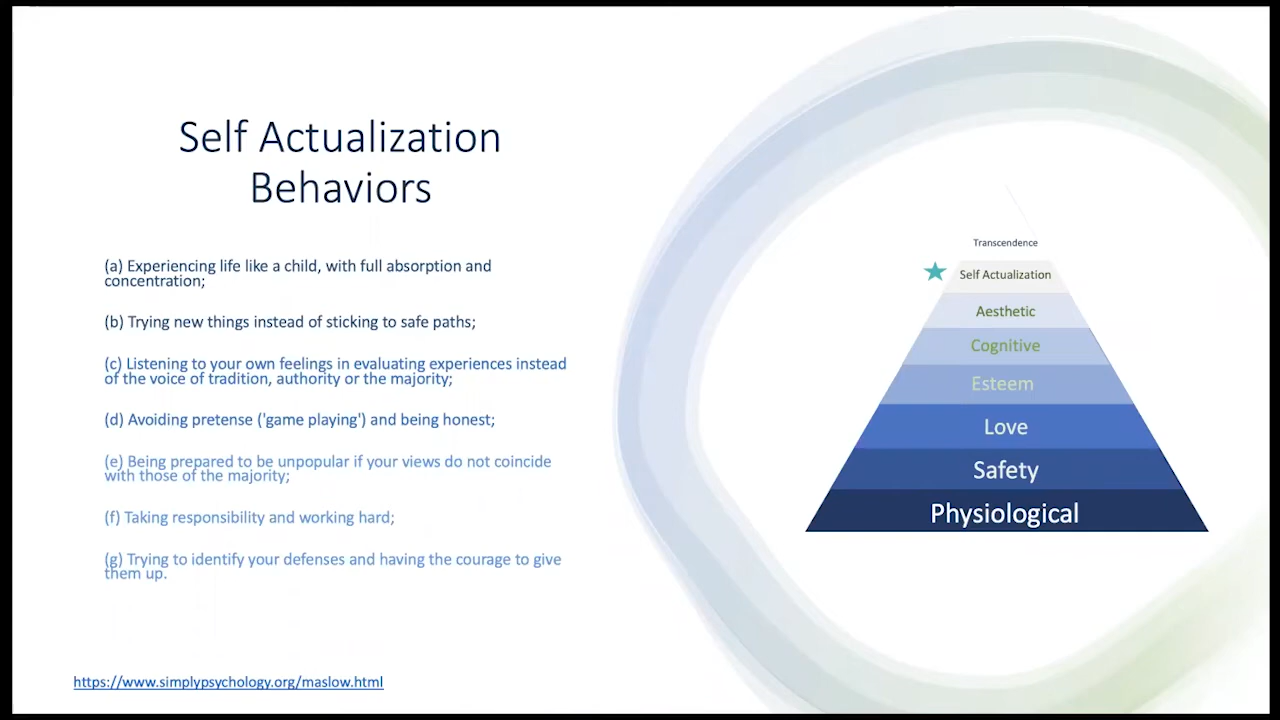 Self Actualization
Behaviors
(a) Experiencing life like a child, with full absorption and
concentration;
(b) Trying new things instead of sticking to safe paths;
(c) Listening to your own feelings in evaluating experiences instead
of the voice of tradition, authority or the majority;
(d) Avoiding pretense ('game playing') and being honest;
(e) Being prepared to be unpopular if your views do not coincide
with those of the majority;
(f) Taking responsibility and working hard;
(g) Trying to identify your defenses and having the courage to give
them up.
https://www.simplypsychology.org/maslow.html
Transcendence
Self Actualization
Aesthetic
Cognitive
Esteem
Love
Safety
Physiological